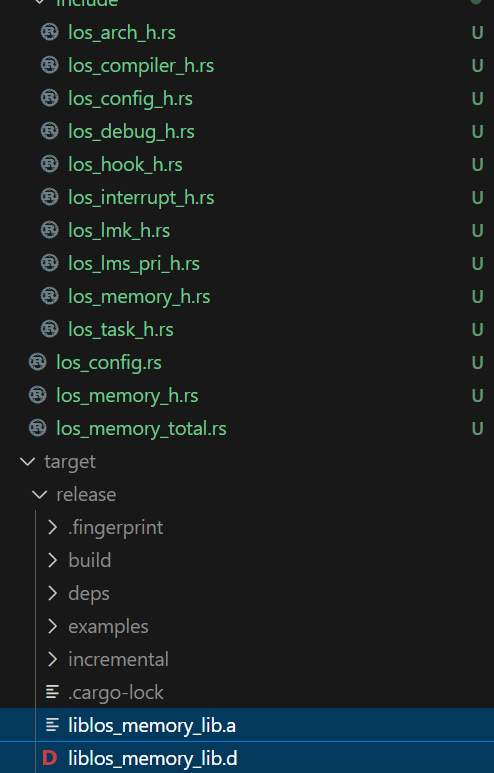 include
los_arch_h.rs U
los_compiler_h.rs U
los_config_h.rs U
los_debug_h.rs U
los_hook_h.rs U
los_interrupt_h.rs U
los_lmk_h.rs U
los_lms_pri_h.rs U
los_memory_h.rs U
los_task_h.rs U
los_config.rs U
los_memory_h.rs U
los_memory_total.rs U
target
release
.fingerprint
build
deps
examples
incremental
.cargo-lock
liblos_memory_lib.a
D liblos_memory_lib.d